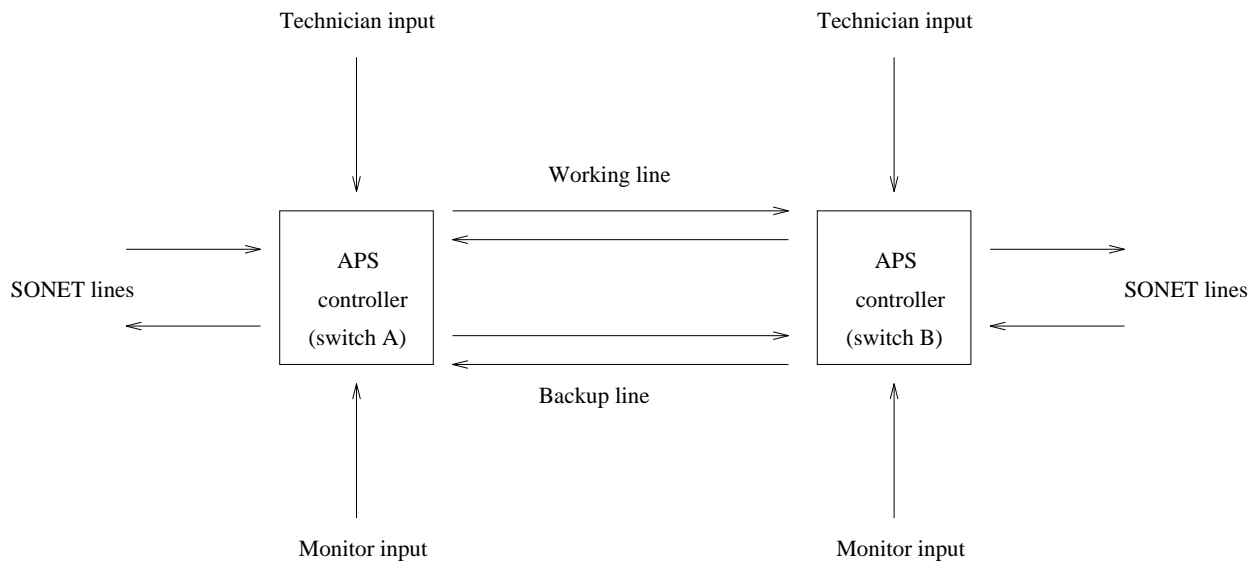 Technician input
Technician input
Working line
APS
controller
(switch A)
APS
controller
(switch B)
SONET lines
SONET lines
Backup line
Monitor input
Monitor input